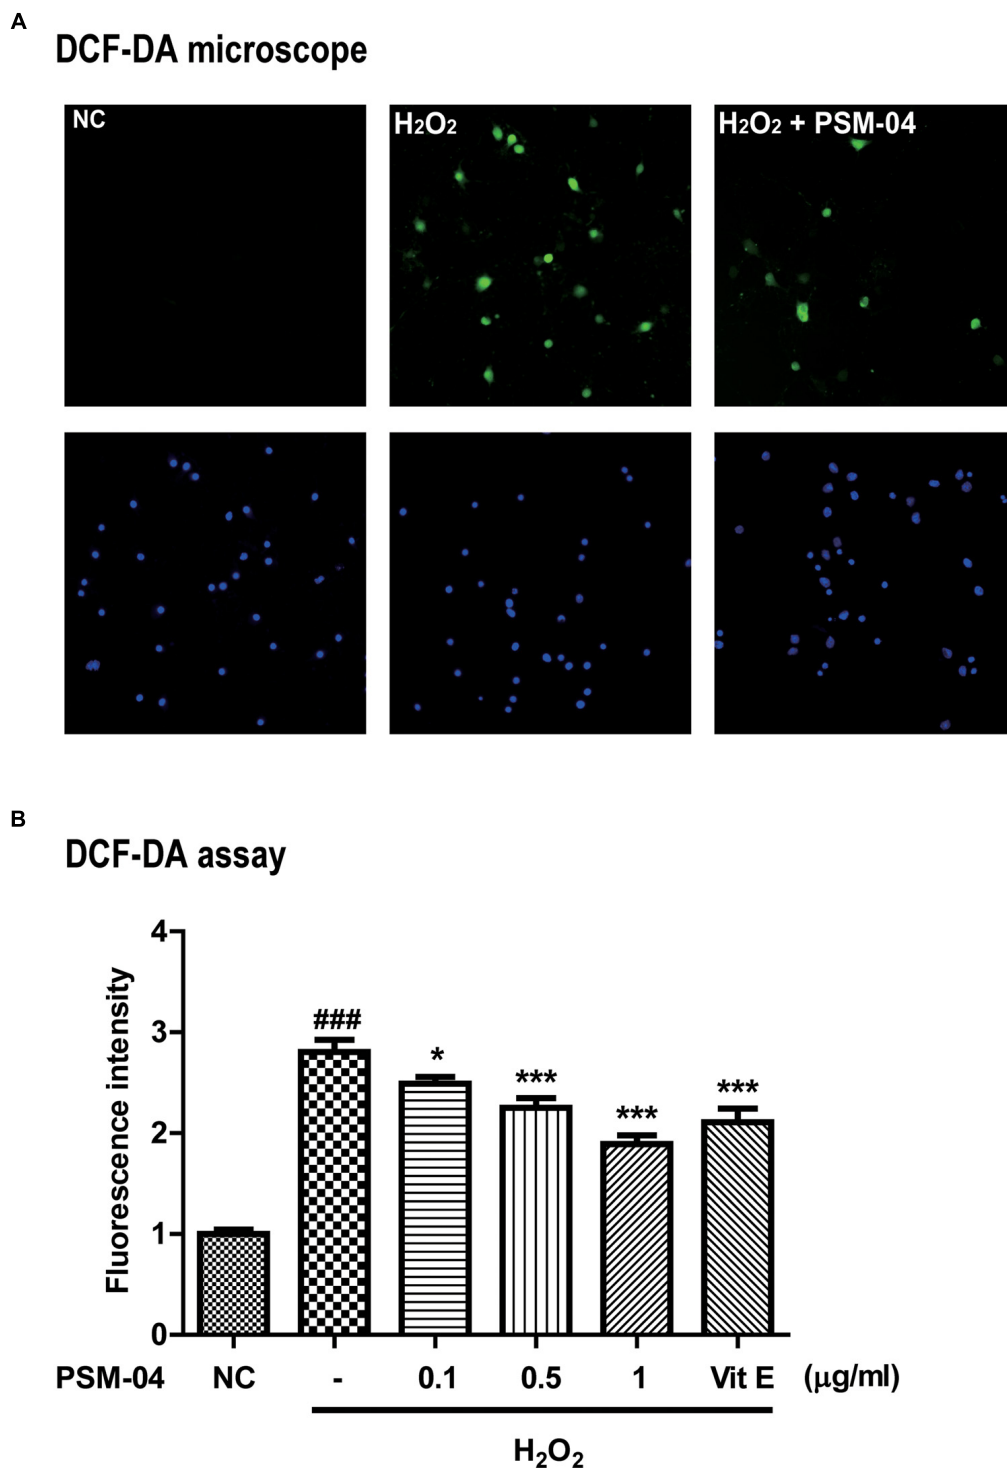 A
DCF-DA microscope
NC
H2O2
H2O2 + PSM-04
B
DCF-DA assay
Fluorescence intensity
4
3
2
1
0
###
*
***
***
***
PSM-04 NC - 0.1 0.5 1 Vit E (μg/ml)
H2O2